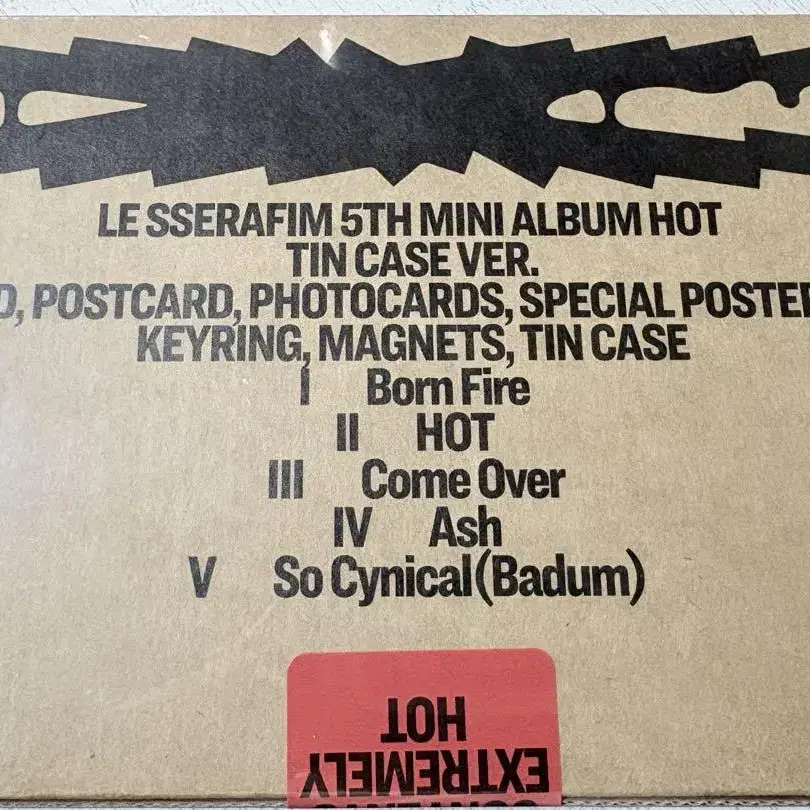 LE SSERAFIM 5TH MINI ALBUM HOT
TIN CASE VER.
POSTCARD, PHOTOCARDS, SPECIAL
KEYRING, MAGNETS, TIN CASE
I Born Fire
II HOT
III Come Over
IV Ash
V So Cynical (Badum)
EXTREMELY
HOT